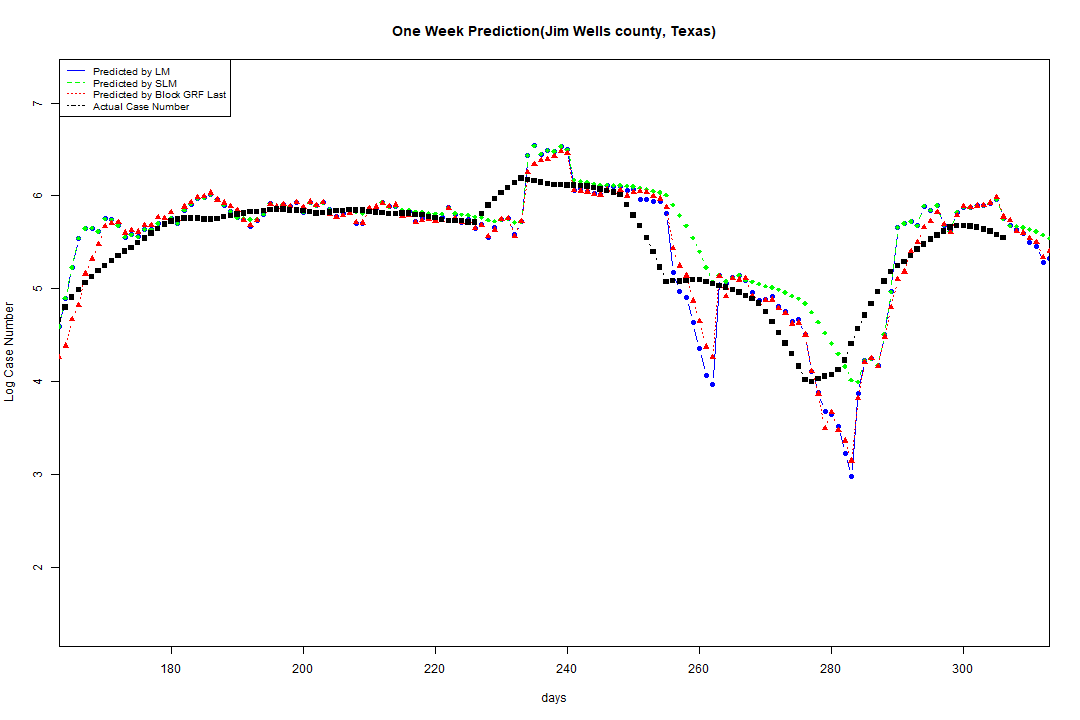 One Week Prediction(Jim Wells county, Texas)
Predicted by LM
Predicted by SLM
Predicted by Block GRF Last
Actual Case Number
7
6
5
4
3
2
Log Case Number
180 200 220 240 260 280 300
days